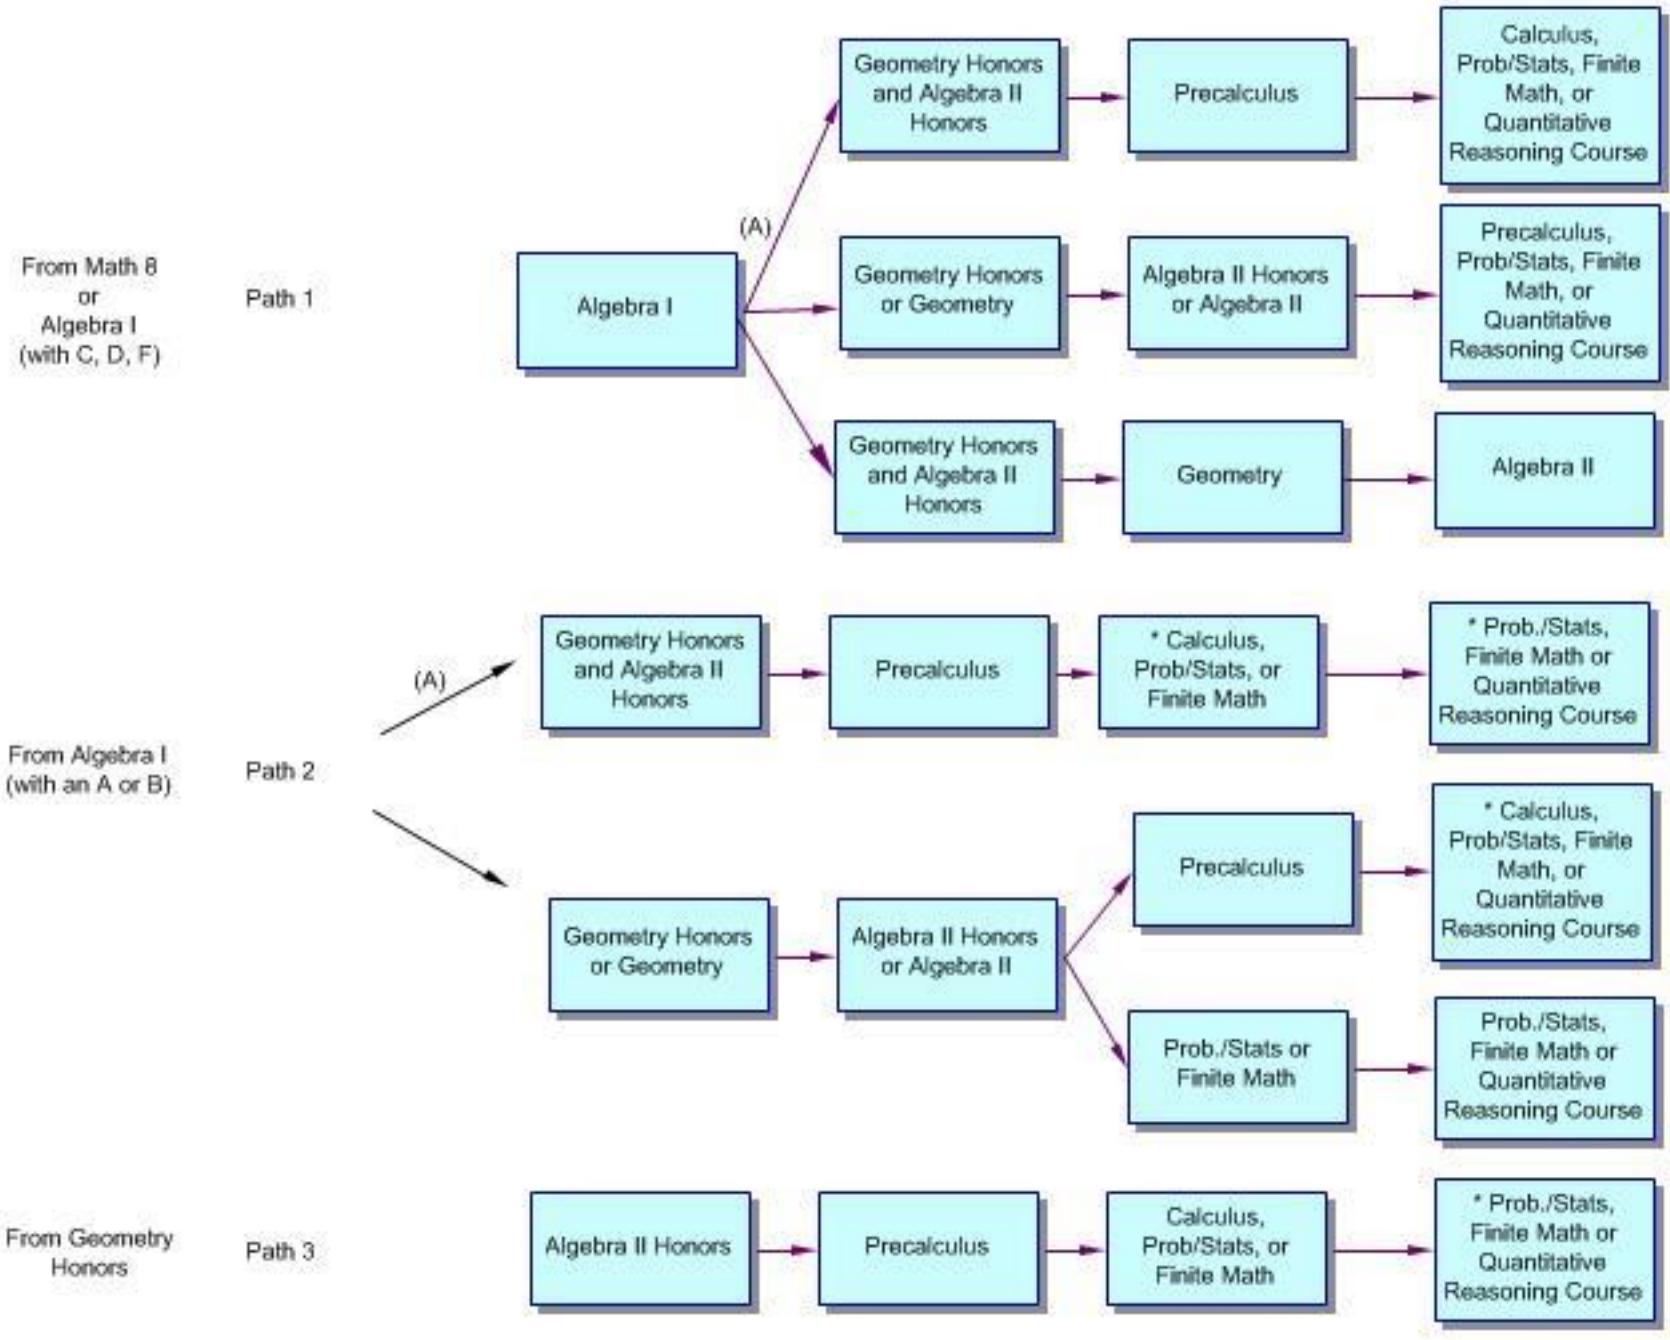 From Math 8
or
Algebra I
(with C, D, F)
Path 1
Algebra I
(A)
Geometry Honors
and Algebra II
Honors
Precalculus
Calculus,
Prob/Stats, Finite
Math, or
Quantitative
Reasoning Course
Geometry Honors
or Geometry
Algebra II Honors
or Algebra II
Precalculus,
Prob/Stats, Finite
Math, or
Quantitative
Reasoning Course
Geometry Honors
and Algebra II
Honors
Geometry
Algebra II
From Algebra I
(with an A or B)
Path 2
(A)
Geometry Honors
and Algebra II
Honors
Precalculus
* Calculus,
Prob/Stats, or
Finite Math
* Prob./Stats,
Finite Math or
Quantitative
Reasoning Course
Geometry Honors
or Geometry
Algebra II Honors
or Algebra II
Precalculus
* Calculus,
Prob/Stats, Finite
Math, or
Quantitative
Reasoning Course
Prob./Stats or
Finite Math
Prob./Stats,
Finite Math or
Quantitative
Reasoning Course
From Geometry
Honors
Path 3
Algebra II Honors
Precalculus
Calculus,
Prob/Stats, or
Finite Math
* Prob./Stats,
Finite Math or
Quantitative
Reasoning Course